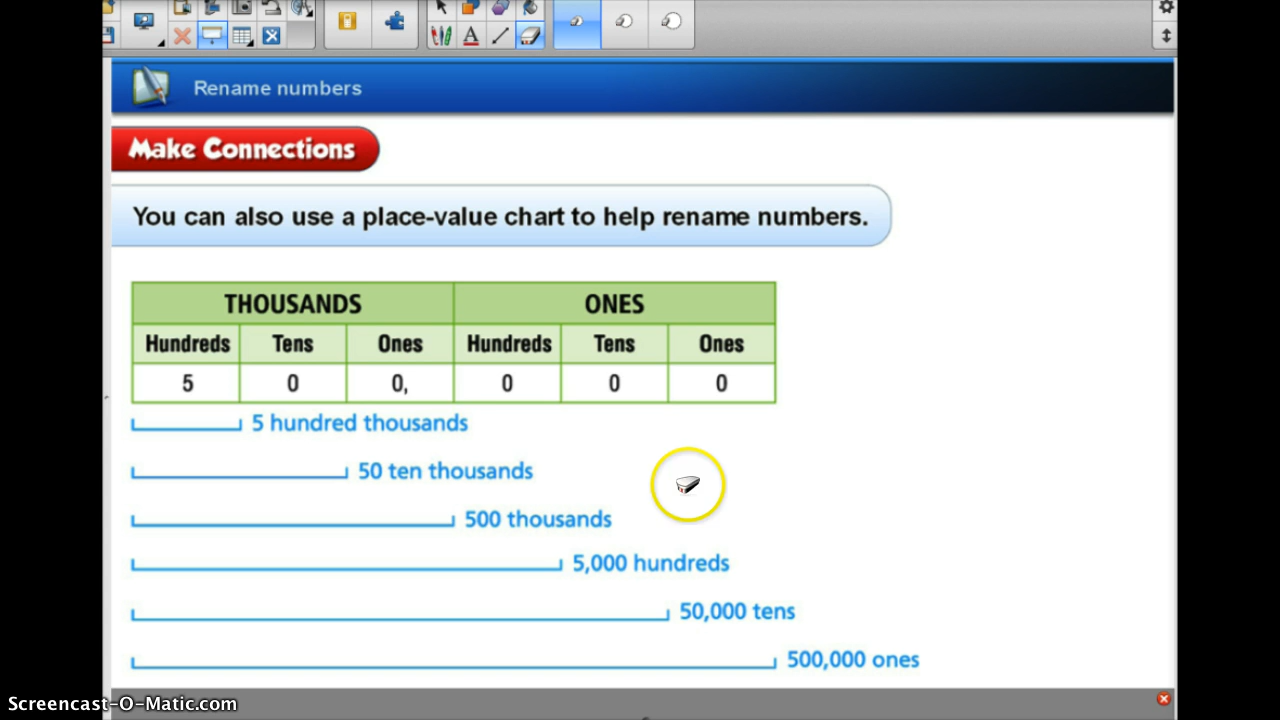 Rename numbers
Make Connections
You can also use a place-value chart to help rename numbers.
THOUSANDS ONES
Hundreds Tens Ones Hundreds Tens Ones
5 0 0, 0 0 0
5 hundred thousands
50 ten thousands
500 thousands
5,000 hundreds
50,000 tens
500,000 ones
Screencast-O-Matic.com